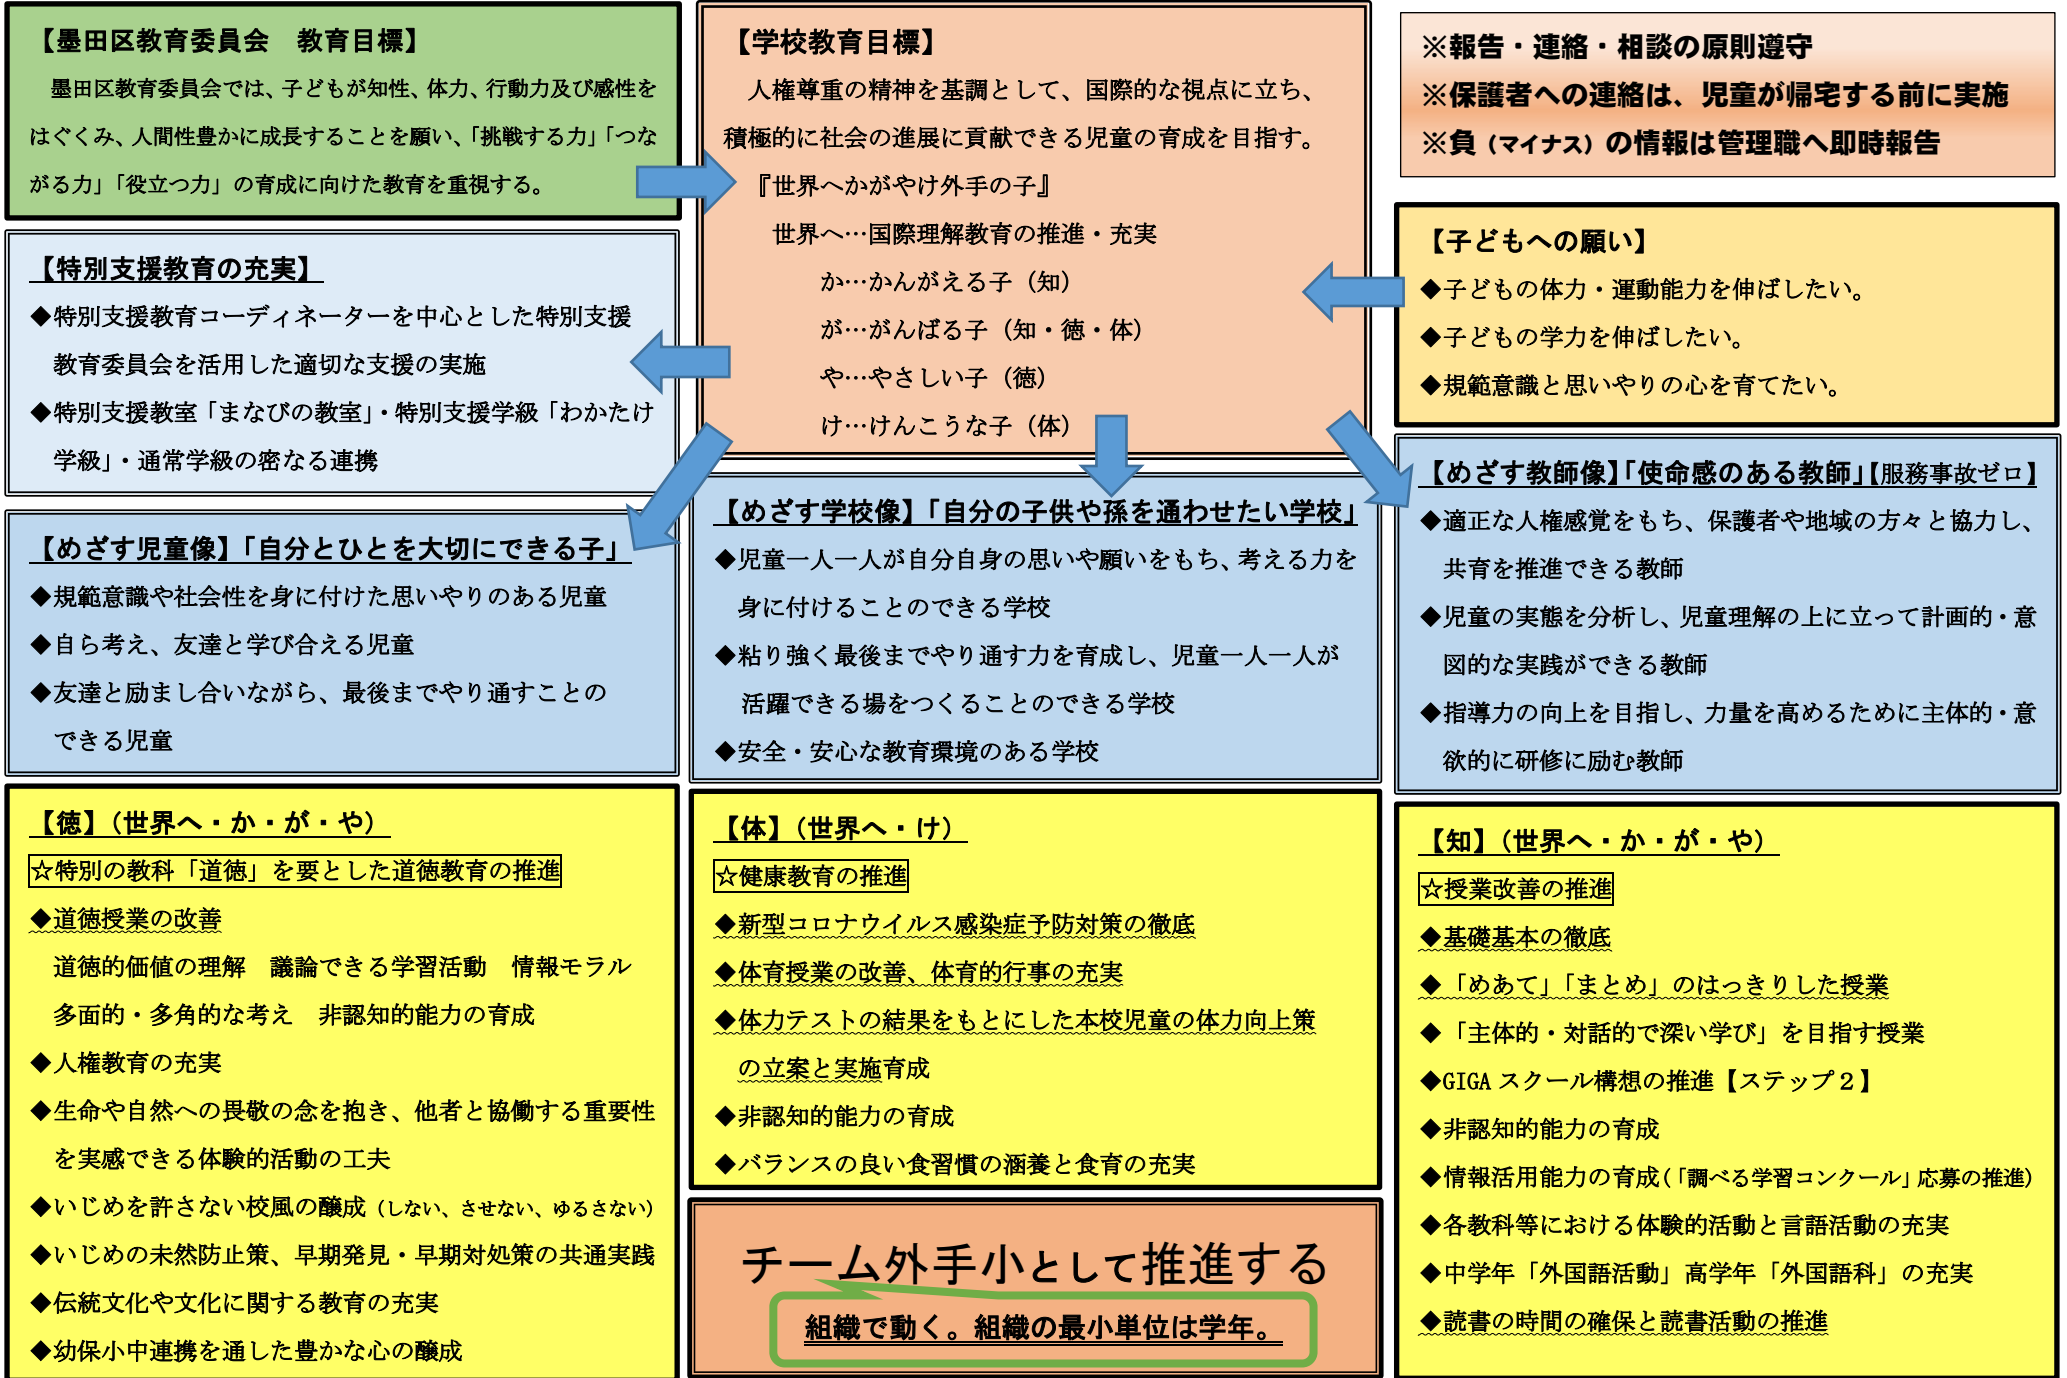 【墨田区教育委員会　教育目標】
墨田区教育委員会では、子どもが知性、体力、行動力及び感性を
はぐくみ、人間性豊かに成長することを願い、「挑戦する力」「つな
がる力」「役立つ力」の育成に向けた教育を重視する。
【学校教育目標】
人権尊重の精神を基調として、国際的な視点に立ち、
積極的に社会の進展に貢献できる児童の育成を目指す。
『世界へかがやけ外手の子』
世界へ…国際理解教育の推進・充実
か…かんがえる子（知）
が…がんばる子（知・徳・体）
や…やさしい子（徳）
け…けんこうな子（体）
※報告・連絡・相談の原則遵守
※保護者への連絡は、児童が帰宅する前に実施
※負（マイナス）の情報は管理職へ即時報告
【子どもへの願い】
◆子どもの体力・運動能力を伸ばしたい。
◆子どもの学力を伸ばしたい。
◆規範意識と思いやりの心を育てたい。
【特別支援教育の充実】
◆特別支援教育コーディネーターを中心とした特別支援
教育委員会を活用した適切な支援の実施
◆特別支援教室「まなびの教室」・特別支援学級「わかたけ
学級」・通常学級の密なる連携
【めざす児童像】「自分とひとを大切にできる子」
◆規範意識や社会性を身に付けた思いやりのある児童
◆自ら考え、友達と学び合える児童
◆友達と励まし合いながら、最後までやり通すことの
できる児童
【めざす学校像】「自分の子供や孫を通わせたい学校」
◆児童一人一人が自分自身の思いや願いをもち、考える力を
身に付けることのできる学校
◆粘り強く最後までやり通す力を育成し、児童一人一人が
活躍できる場をつくることのできる学校
◆安全・安心な教育環境のある学校
【めざす教師像】「使命感のある教師」【服務事故ゼロ】
◆適正な人権感覚をもち、保護者や地域の方々と協力し、
共育を推進できる教師
◆児童の実態を分析し、児童理解の上に立って計画的・意
図的な実践ができる教師
◆指導力の向上を目指し、力量を高めるために主体的・意
欲的に研修に励む教師
【徳】（世界へ・か・が・や）
☆特別の教科「道徳」を要とした道徳教育の推進
◆道徳授業の改善
道徳的価値の理解　議論できる学習活動　情報モラル
多面的・多角的な考え　非認知的能力の育成
◆人権教育の充実
◆生命や自然への畏敬の念を抱き、他者と協働する重要性
を実感できる体験的活動の工夫
◆いじめを許さない校風の醸成（しない、させない、ゆるさない）
◆いじめの未然防止策、早期発見・早期対処策の共通実践
◆伝統文化や文化に関する教育の充実
◆幼保小中連携を通した豊かな心の醸成
【体】（世界へ・け）
☆健康教育の推進
◆新型コロナウイルス感染症予防対策の徹底
◆体育授業の改善、体育的行事の充実
◆体力テストの結果をもとにした本校児童の体力向上策
の立案と実施育成
◆非認知的能力の育成
◆バランスの良い食習慣の涵養と食育の充実
チーム外手小として推進する
組織で動く。組織の最小単位は学年。
【知】（世界へ・か・が・や）
☆授業改善の推進
◆基礎基本の徹底
◆「めあて」「まとめ」のはっきりした授業
◆「主体的・対話的で深い学び」を目指す授業
◆GIGA スクール構想の推進【ステップ２】
◆非認知的能力の育成
◆情報活用能力の育成（「調べる学習コンクール」応募の推進）
◆各教科等における体験的活動と言語活動の充実
◆中学年「外国語活動」高学年「外国語科」の充実
◆読書の時間の確保と読書活動の推進